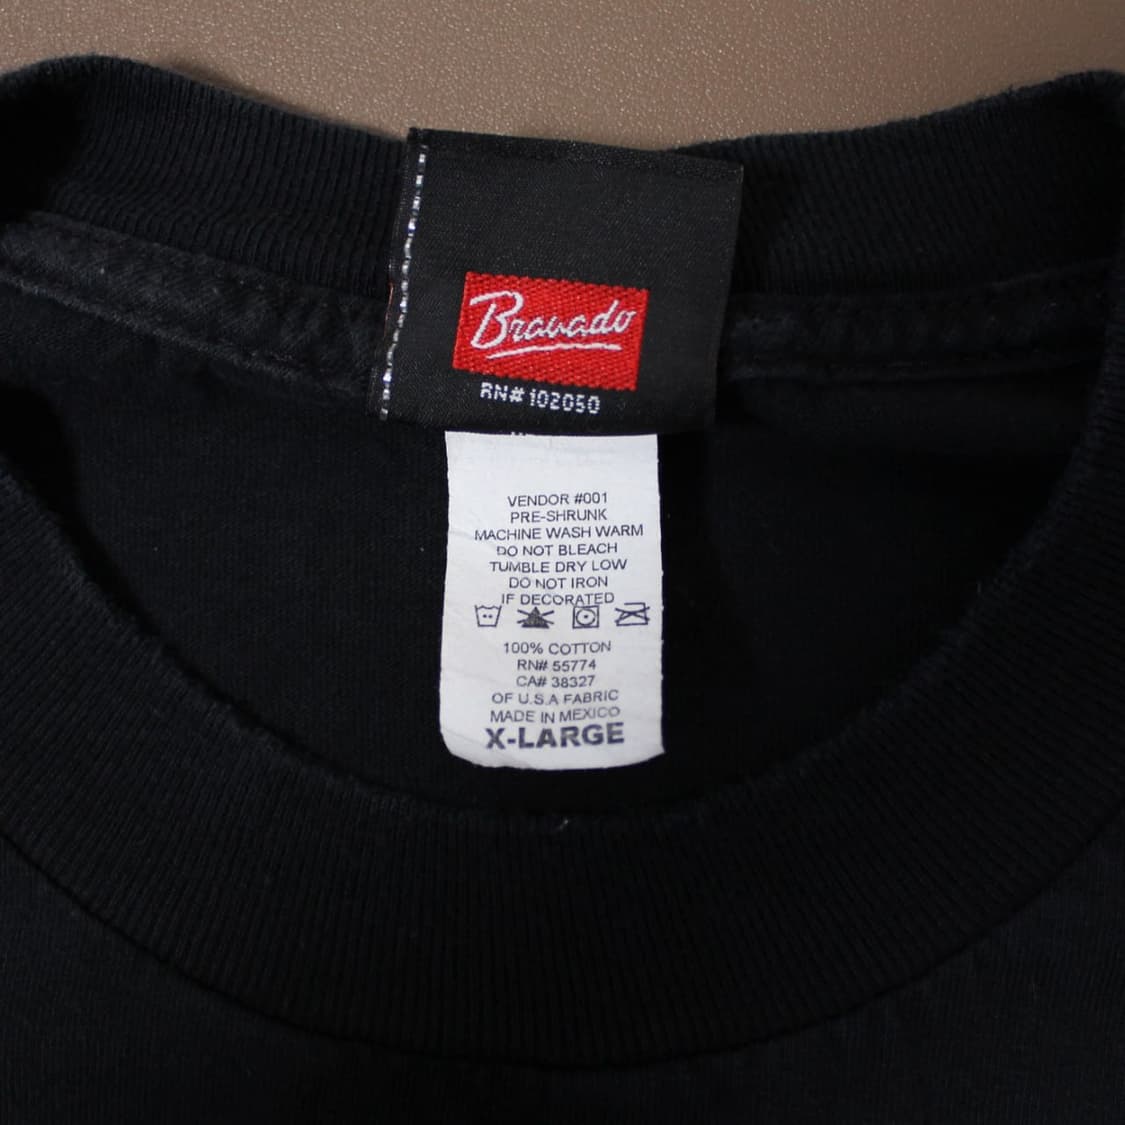 Bravado
RN# 102050
VENDOR #001
PRE-SHRUNK
MACHINE WASH WARM
DO NOT BLEACH
TUMBLE DRY LOW
DO NOT IRON
IF DECORATED
100% COTTON
RN# 55774
CA# 38327
OF U.S.A FABRIC
MADE IN MEXICO
X-LARGE